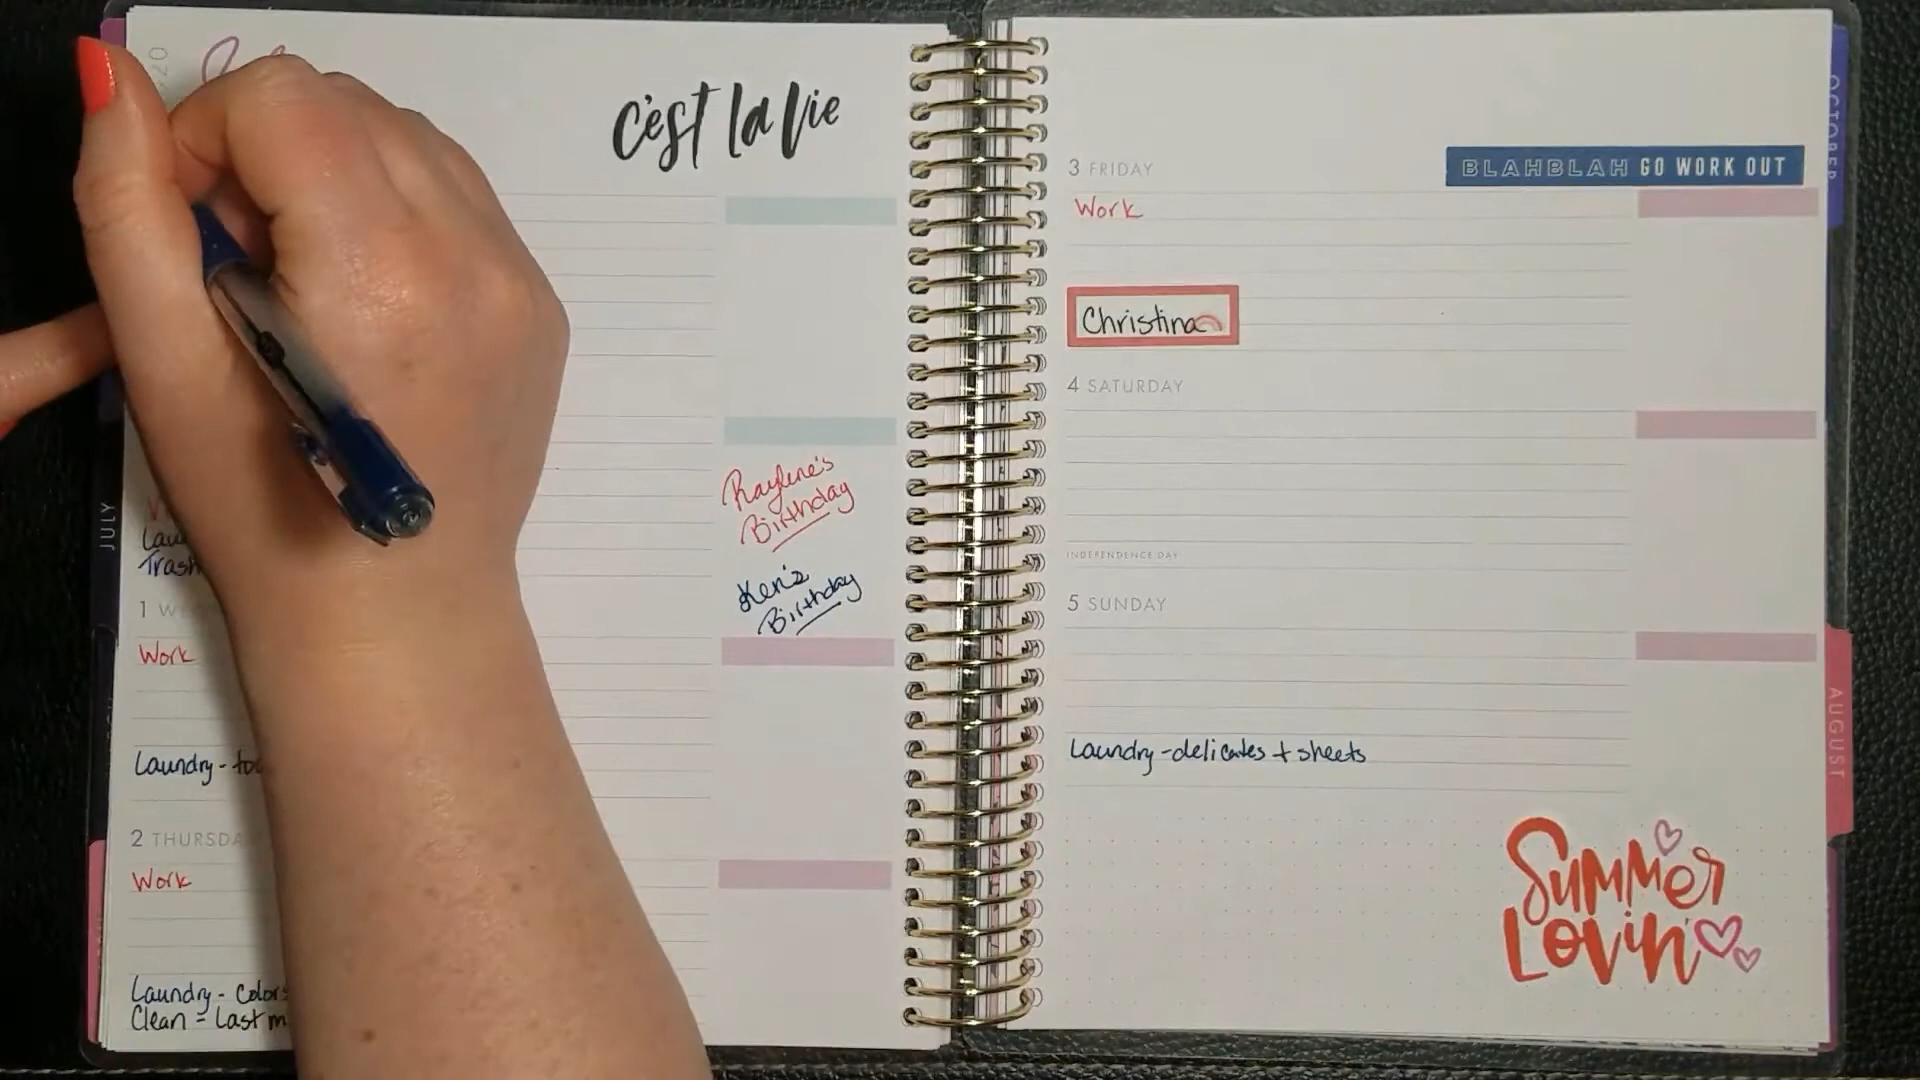 c'est la vie
Raylene's
Birthday
Trash
Ken's
Birthday
JULY
1
Work
Laundry -
2 THURSDAY
Work
Laundry - colors
Clean - Last
3 FRIDAY
BLAHBLAH GO WORK OUT
Work
Christina
4 SATURDAY
INDEPENDENCE DAY
5 SUNDAY
Laundry - delicates + sheets
Summer
Lovin'
OCTOBER
AUGUST